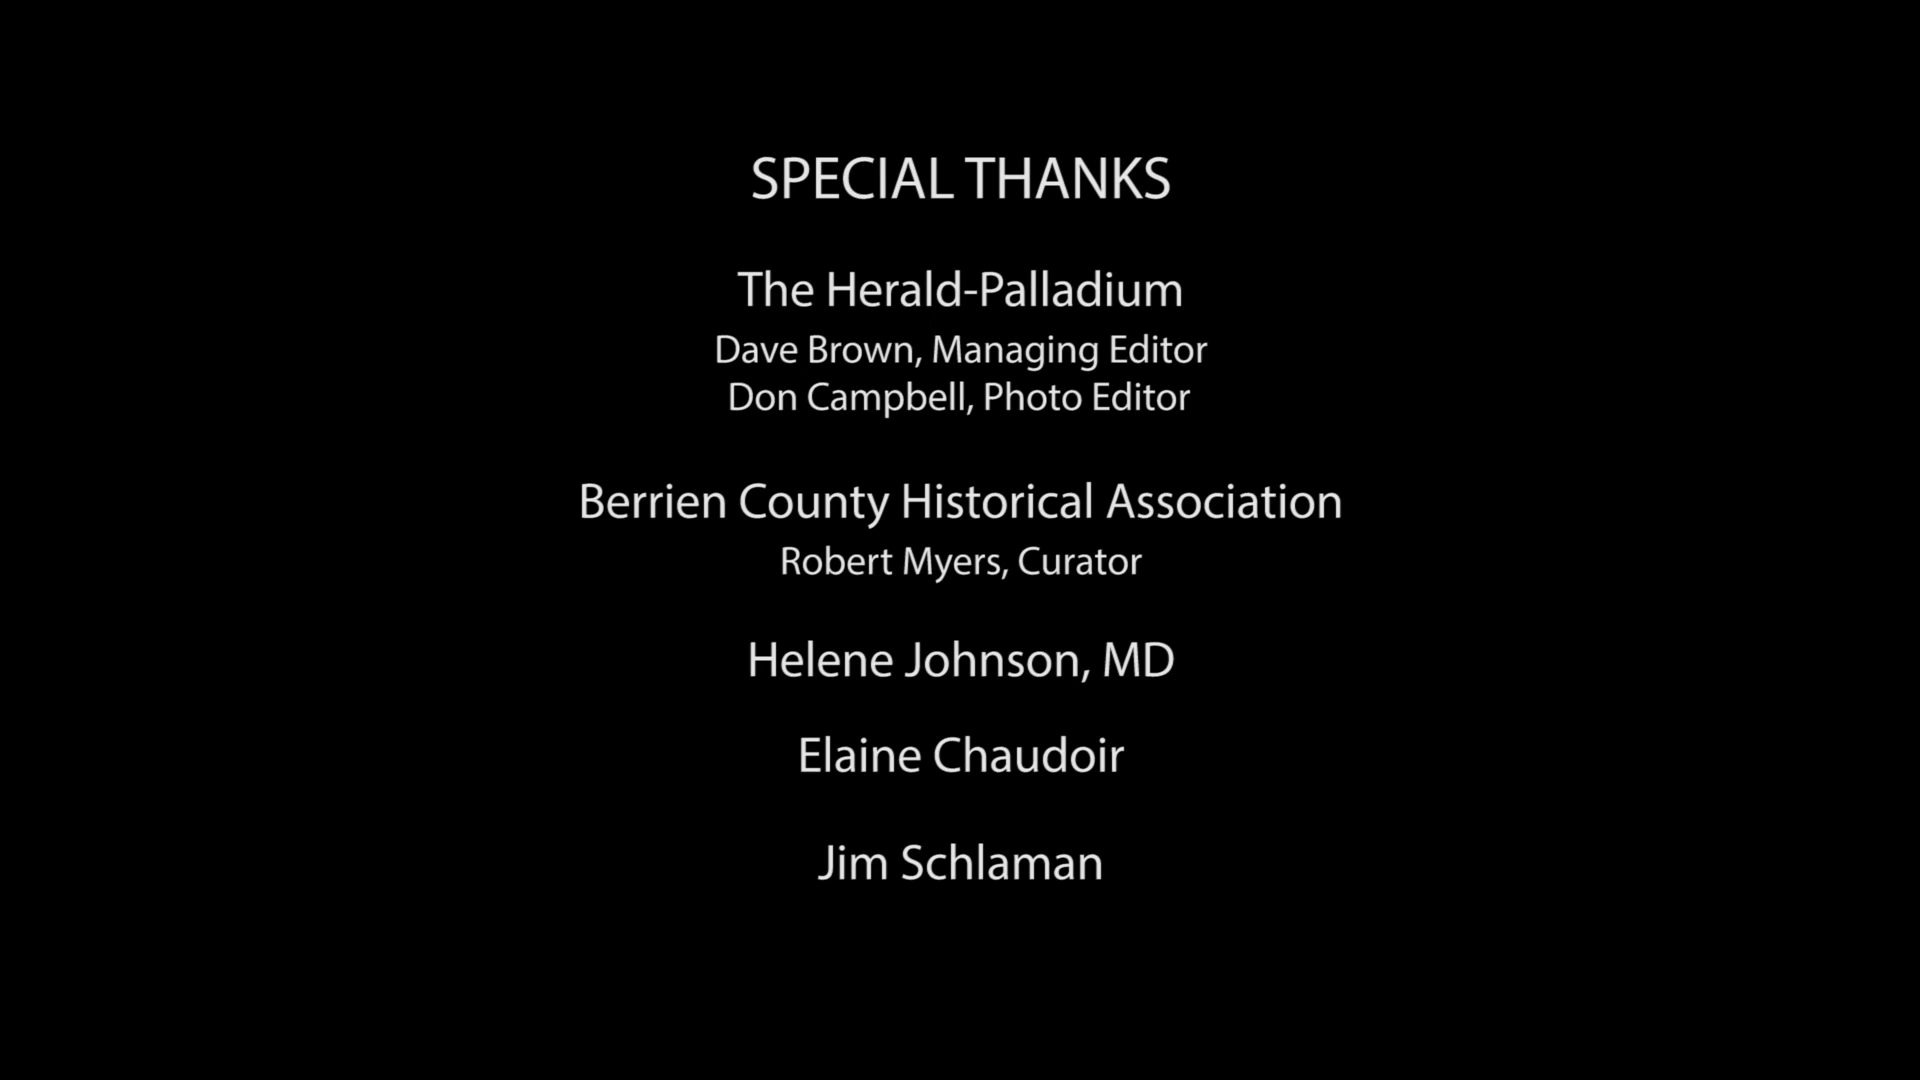 SPECIAL THANKS
The Herald-Palladium
Dave Brown, Managing Editor
Don Campbell, Photo Editor
Berrien County Historical Association
Robert Myers, Curator
Helene Johnson, MD
Elaine Chaudoir
Jim Schlaman